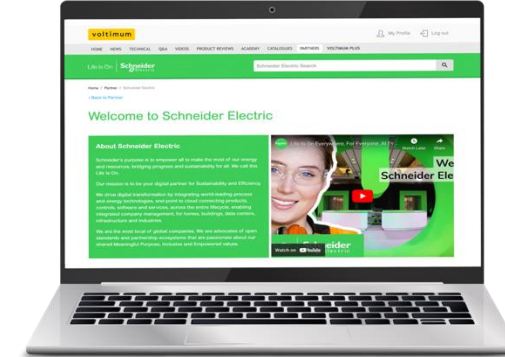 voltimum
My Profile
Log out
HOME NEWS TECHNICAL Q&A VIDEOS PRODUCT REVIEWS ACADEMY CATALOGUES PARTNERS VOLTIMUM PLUS
Life Is On Schneider Electric
Schneider Electric Search
Home / Partner / Schneider Electric
< Back to Partner
Welcome to Schneider Electric
About Schneider Electric
Schneider's purpose is to empower all to make the most of our energy
and resources, bridging progress and sustainability for all. We call this
Life Is On.
Our mission is to be your digital partner for Sustainability and Efficiency.
We drive digital transformation by integrating world-leading process
and energy technologies, end-point to cloud connecting products,
controls, software and services, across the entire lifecycle, enabling
integrated company management, for homes, buildings, data centers,
infrastructure and industries.
We are the most local of global companies. We are advocates of open
standards and partnership ecosystems that are passionate about our
shared Meaningful Purpose, Inclusive and Empowered values.
Life Is On Everywhere, For Everyone, At
Watch Later
Share
We
Schneider Ele
Watch on YouTube
neider